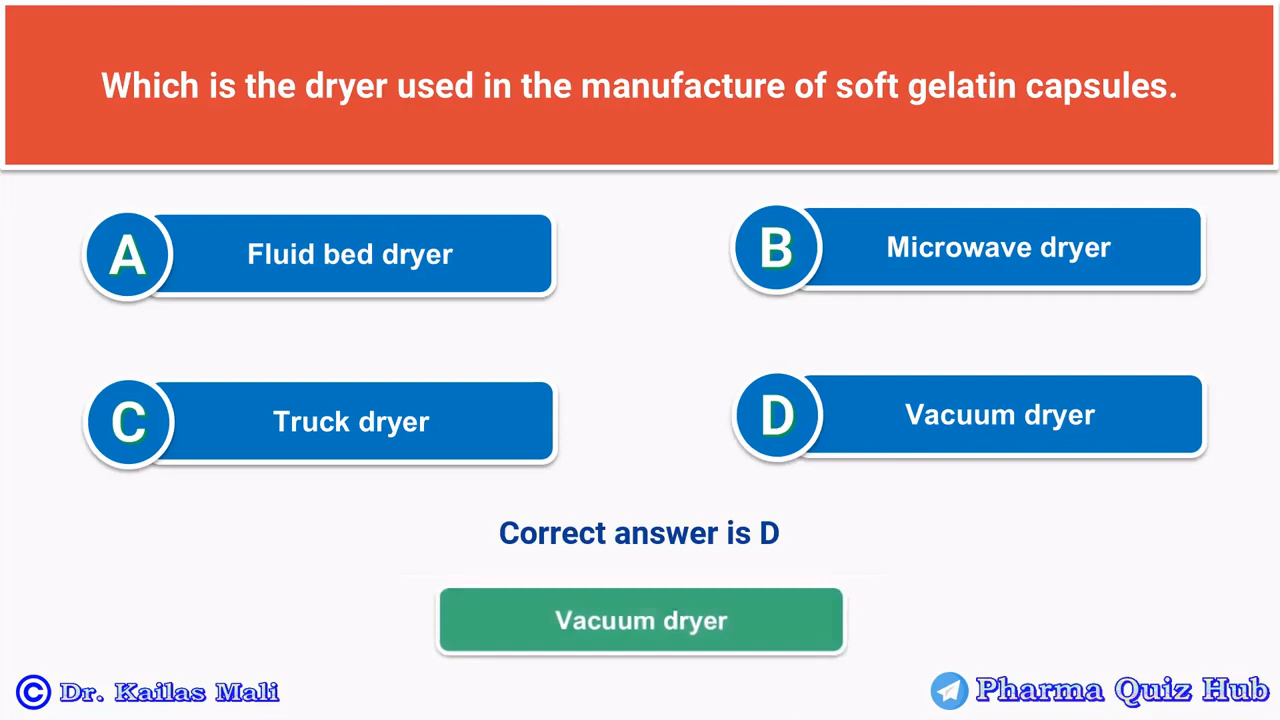 Which is the dryer used in the manufacture of soft gelatin capsules.
A Fluid bed dryer
B Microwave dryer
C Truck dryer
D Vacuum dryer
Correct answer is D
Vacuum dryer
© Dr. Kailas Mali
Pharma Quiz Hub